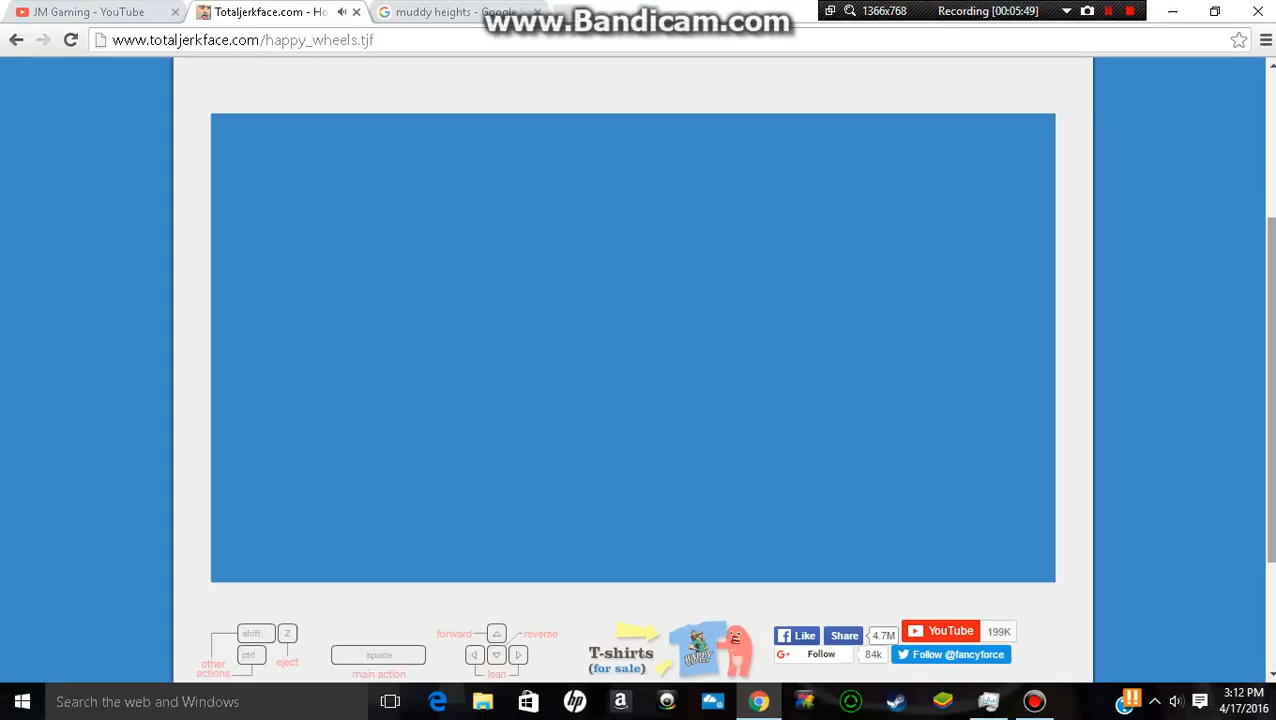 www.Bandicam.com
JM Gaming - YouTube
Totaljerkface.com - Ho
muddy heights - Google
1366x768
Recording [00:05:49]
www.totaljerkface.com/happy_wheels.tjf
shift
Z
ctrl
other
actions
eject
space
main action
forward
reverse
lean
T-shirts
(for sale)
HAPPY
Like
Share
4.7M
YouTube
199K
G+ Follow
84k
Follow @fancyforce
Search the web and Windows
3:12 PM
4/17/2016